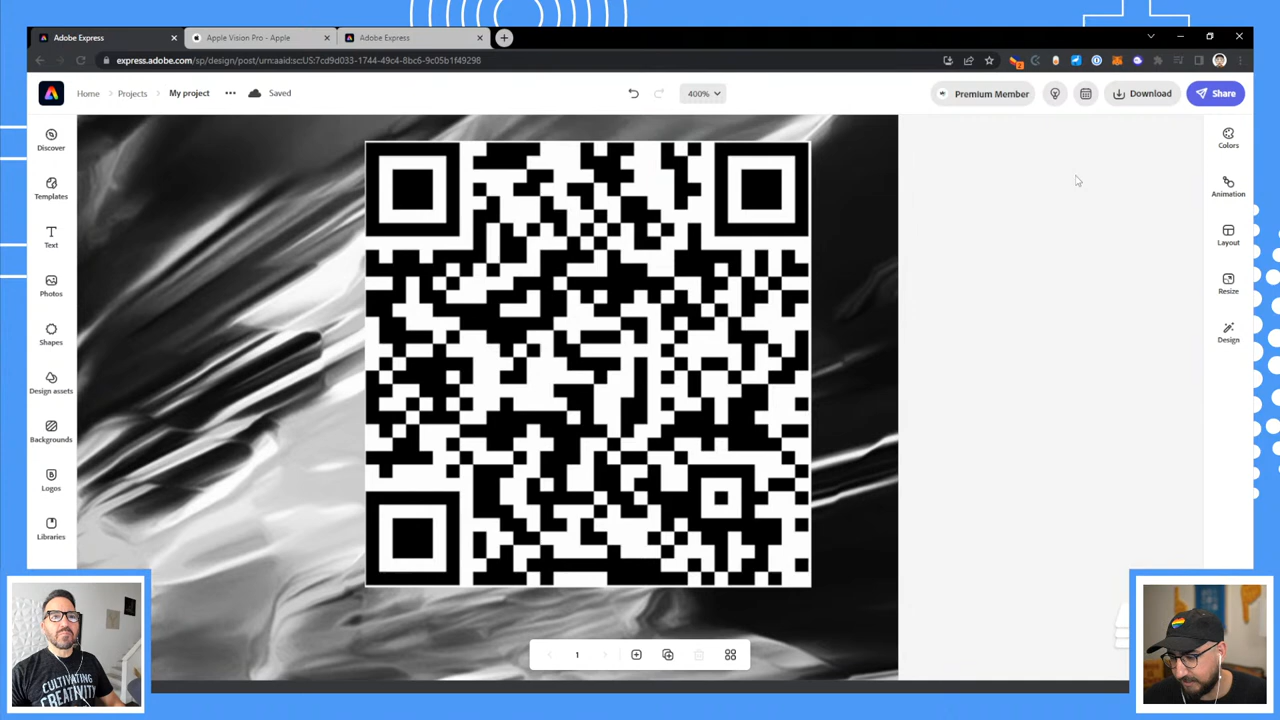 Adobe Express
Apple Vision Pro - Apple
Adobe Express
express.adobe.com/sp/design/post/urn:aaid:sc:US:7cd9d033-1744-49c4-8bc6-9c05b1f49298
2
Home
Projects
My project
Saved
400%
Premium Member
Download
Share
Discover
Templates
Text
Photos
Shapes
Design assets
Backgrounds
Logos
Libraries
Colors
Animation
Layout
Resize
Design
1
CULTIVATING
CREATIVITY